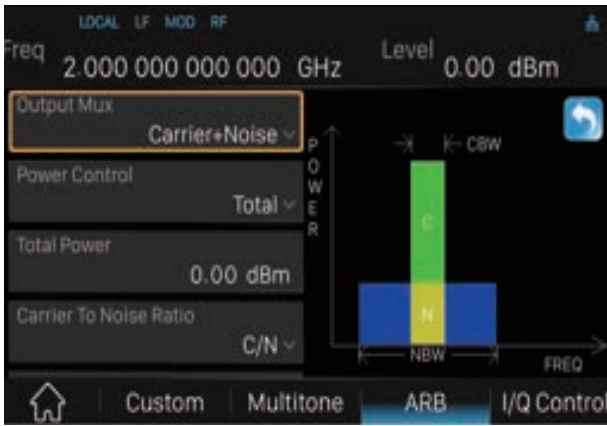 LOCAL LF MOD RF
Freq 2.000 000 000 000 GHz
Level 0.00 dBm
Output Mux
Carrier+Noise
Power Control
Total
Total Power
0.00 dBm
Carrier To Noise Ratio
C/N
POWER
CBW
C
N
NBW
FREQ
Custom
Multitone
ARB
I/Q Control